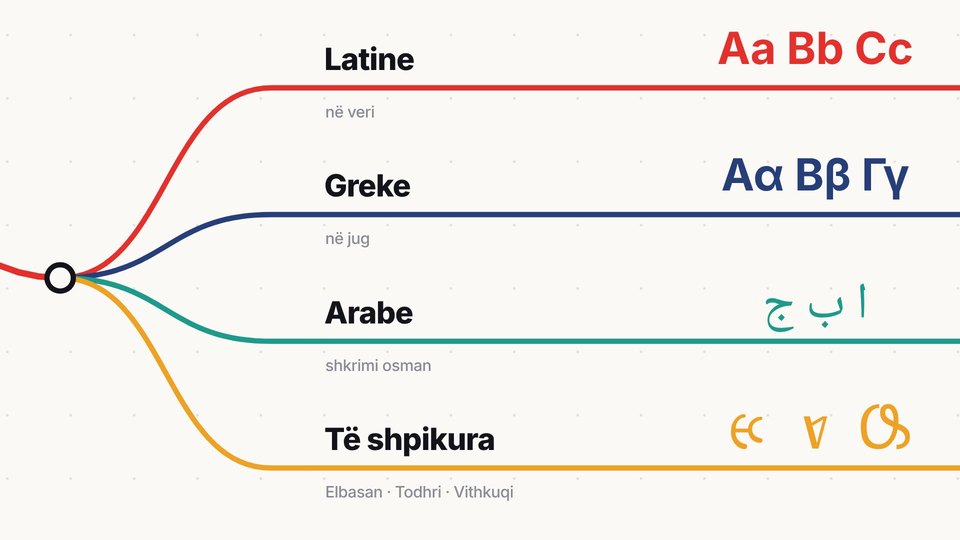 Latine
Aa Bb Cc
në veri
Greke
Αα Ββ Γγ
në jug
Arabe
ا ب ج
shkrimi osman
Të shpikura
Elbasan · Todhri · Vithkuqi